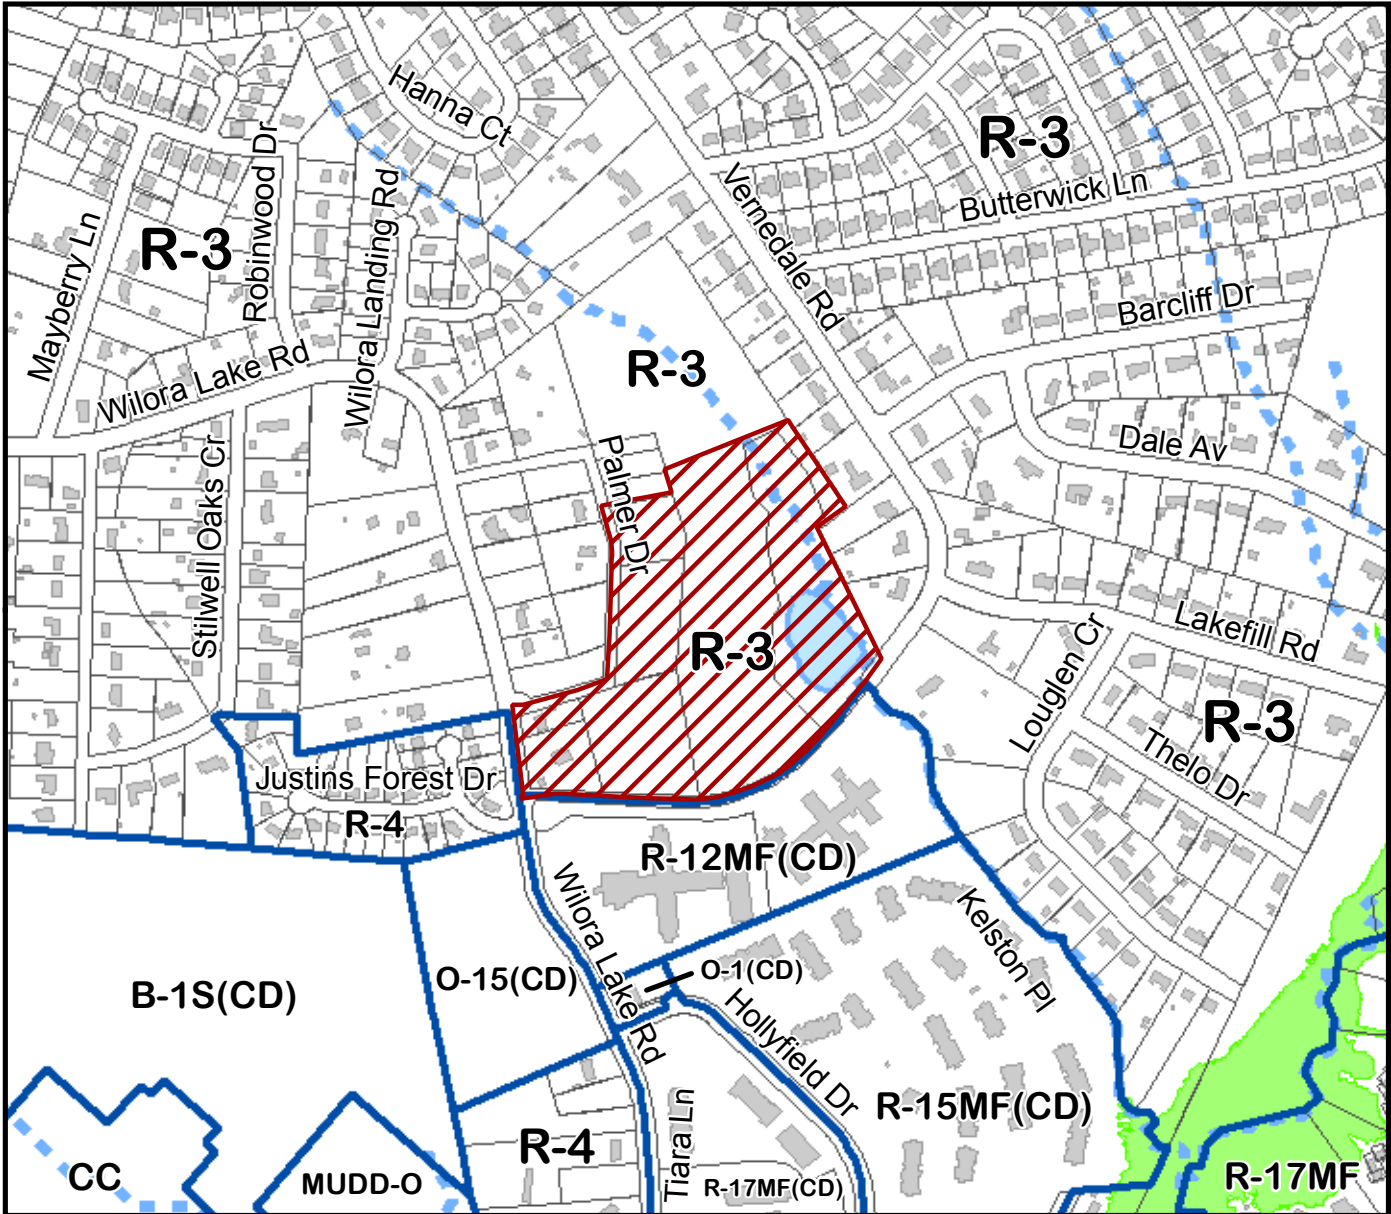 Hanna Ct
R-3
Robinwood Dr
Vernedale Rd
Butterwick Ln
Wilora Landing Rd
Mayberry Ln
R-3
Barcliff Dr
R-3
Wilora Lake Rd
Palmer Dr
Dale Av
Stilwell Oaks Cr
R-3
Louglen Cr
Lakefill Rd
R-3
Thelo Dr
Justins Forest Dr
R-4
R-12MF(CD)
Wilora Lake Rd
Kelston Pl
O-15(CD)
O-1(CD)
B-1S(CD)
Hollyfield Dr
R-15MF(CD)
Tiara Ln
R-4
CC
MUDD-O
R-17MF(CD)
R-17MF